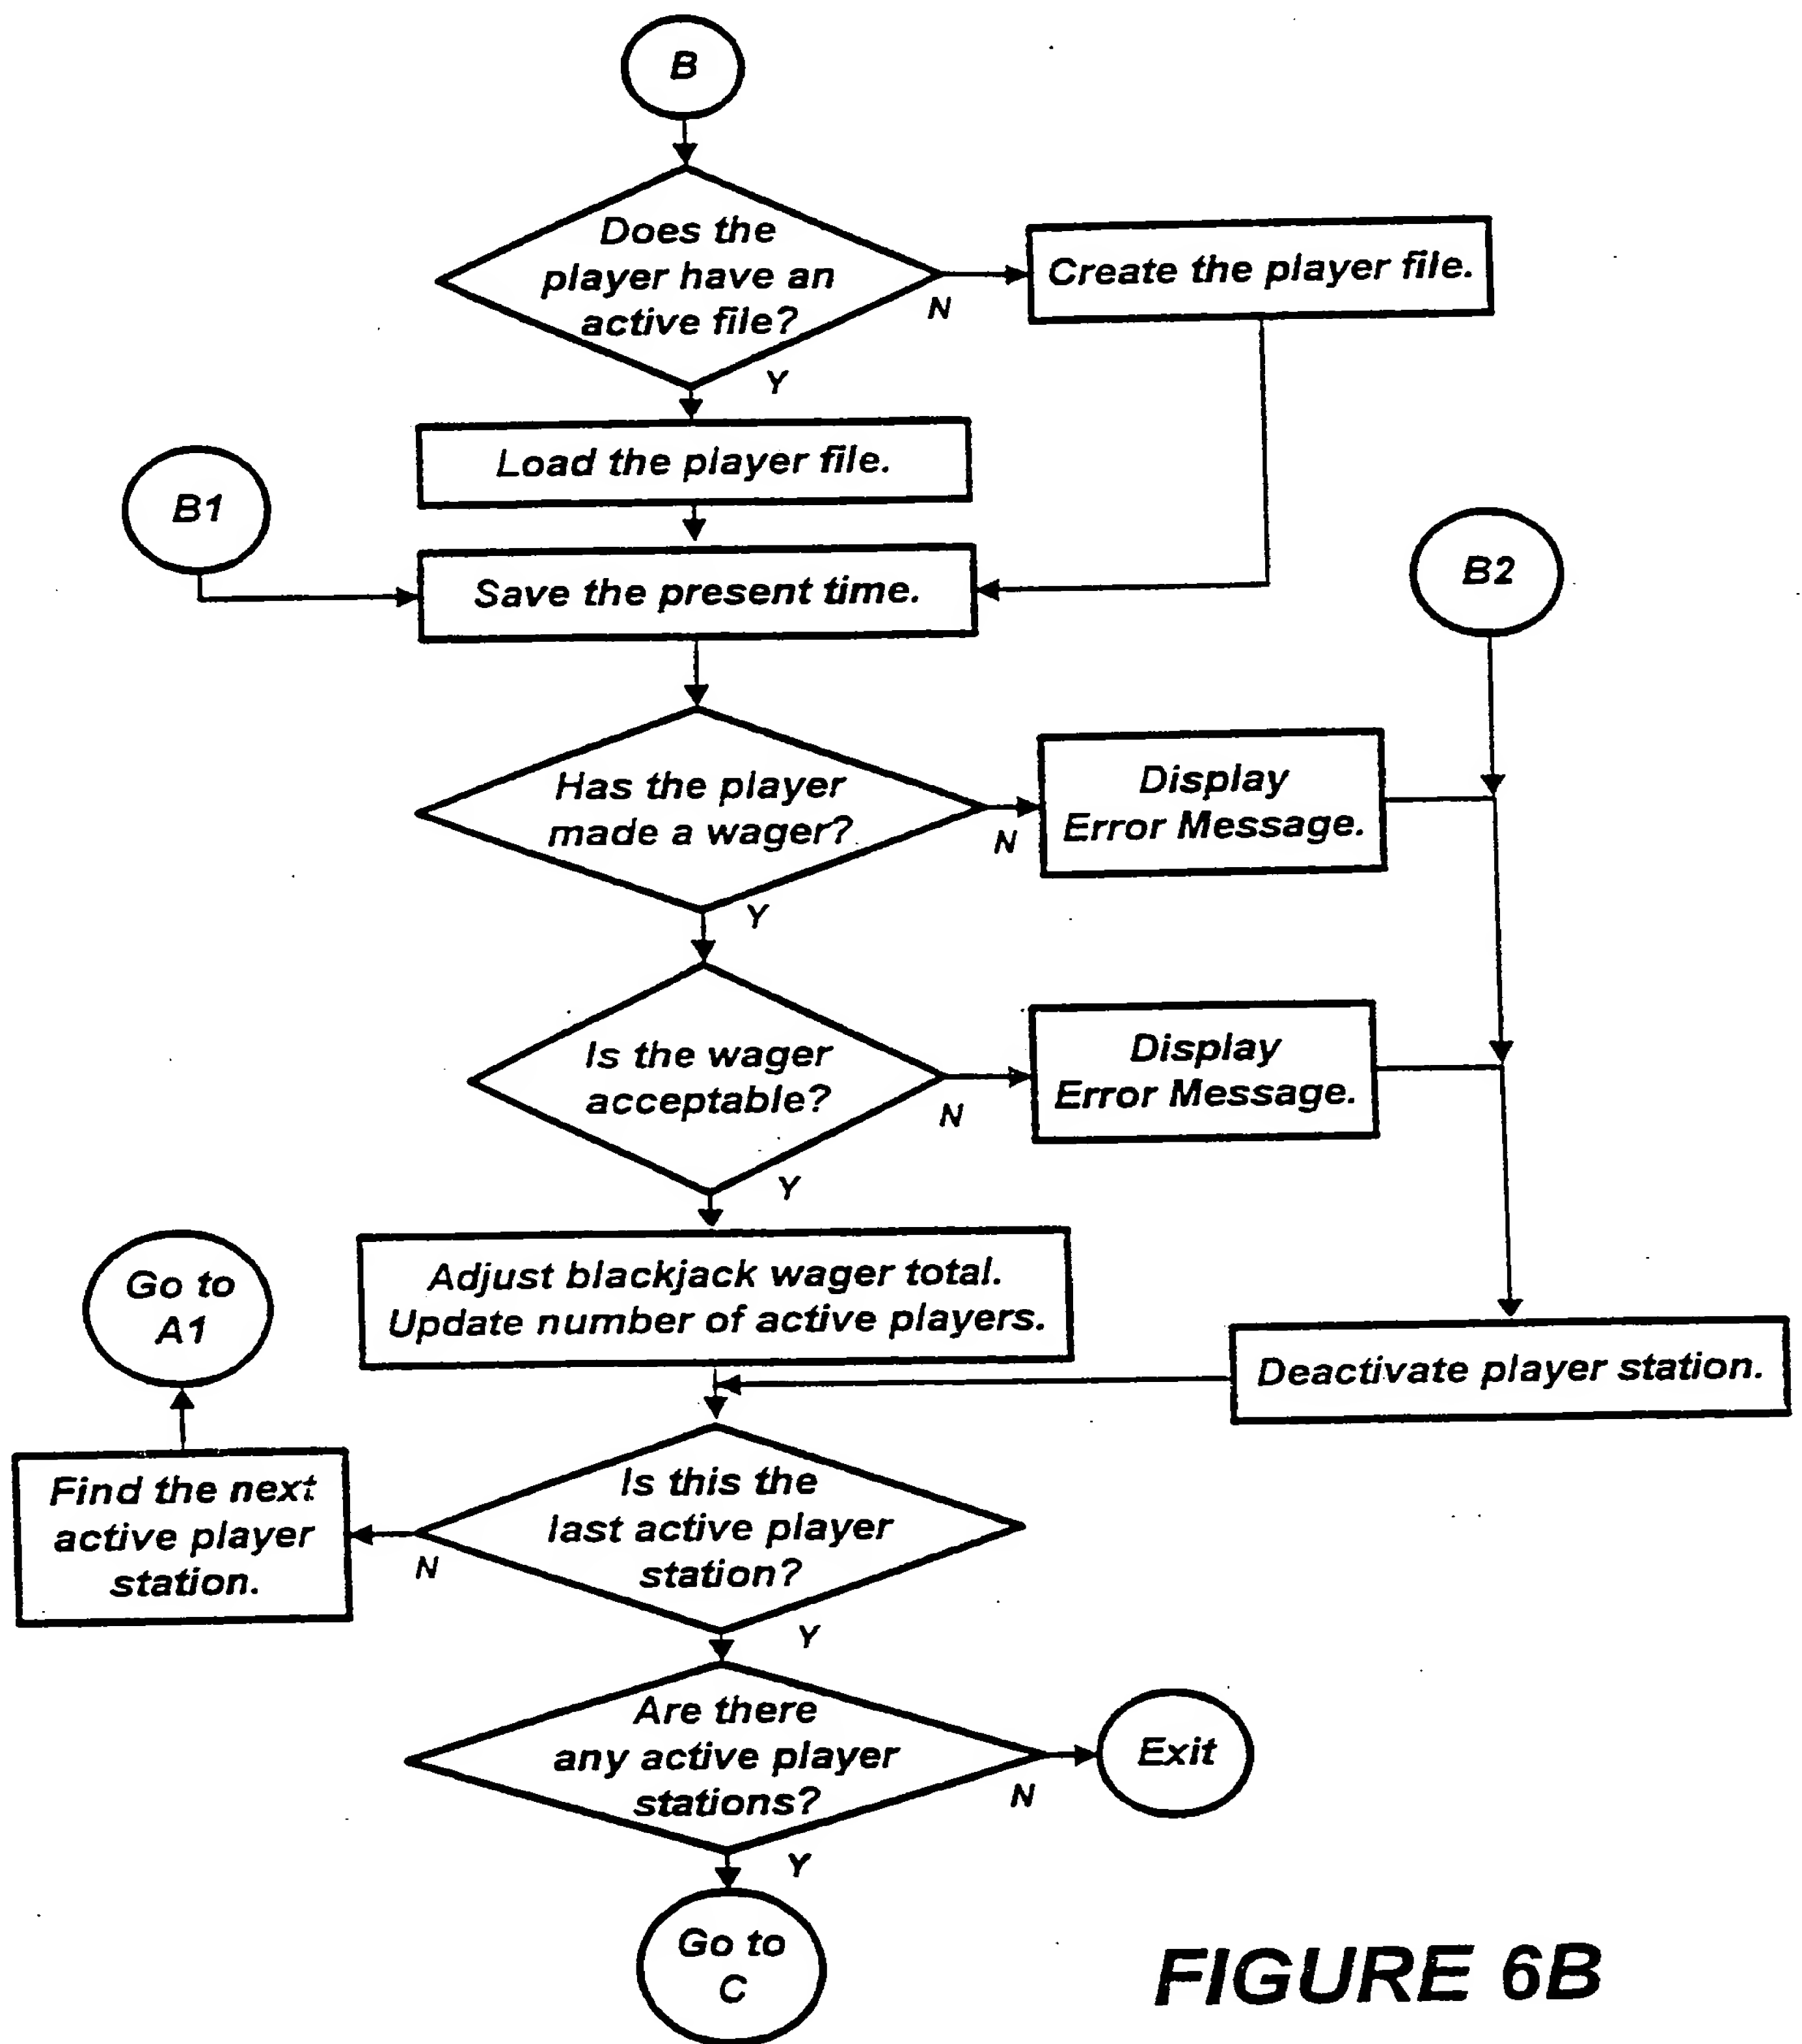 B
Does the
player have an
active file?
N
Create the player file.
Y
Load the player file.
B1
Save the present time.
B2
Has the player
made a wager?
N
Display
Error Message.
Y
Is the wager
acceptable?
N
Display
Error Message.
Y
Go to
A1
Adjust blackjack wager total.
Update number of active players.
Deactivate player station.
Find the next
active player
station.
Is this the
last active player
station?
N
Y
Are there
any active player
stations?
N
Exit
Y
Go to
C
FIGURE 6B